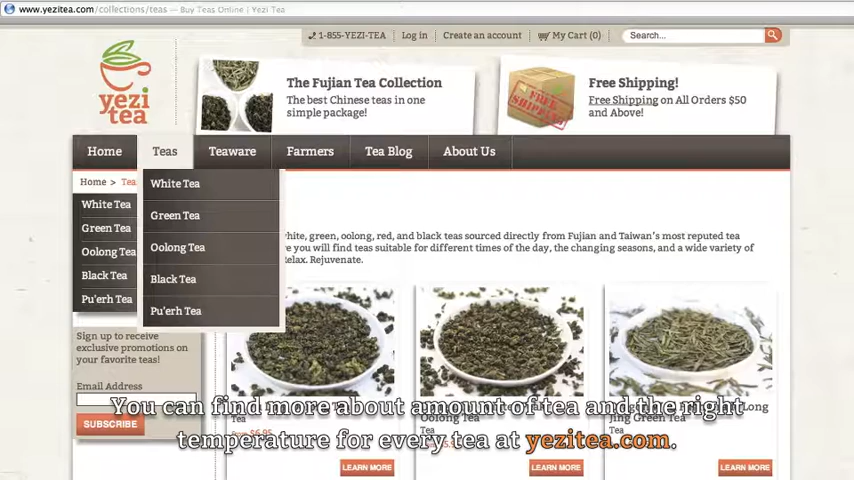 www.yezitea.com/collections/teas — Buy Teas Online | Yezi Tea
1-855-YEZI-TEA Log in Create an account My Cart (0) Search...
yezi
tea
The Fujian Tea Collection
The best Chinese teas in one
simple package!
FREE
SHIPPING
Free Shipping!
Free Shipping on All Orders $50
and Above!
Home Teas Teaware Farmers Tea Blog About Us
Home > Tea
White Tea
Green Tea
Oolong Tea
Black Tea
Pu'erh Tea
White Tea
Green Tea
Oolong Tea
Black Tea
Pu'erh Tea
white, green, oolong, red, and black teas sourced directly from Fujian and Taiwan's most reputed tea
you will find teas suitable for different times of the day, the changing seasons, and a wide variety of
Relax. Rejuvenate.
Sign up to receive
exclusive promotions on
your favorite teas!
Email Address
SUBSCRIBE
Oolong Tea
Tea
Long
Jing Green Tea
Tea
$6.95
LEARN MORE LEARN MORE LEARN MORE
You can find more about amount of tea and the right
temperature for every tea at yezitea.com.